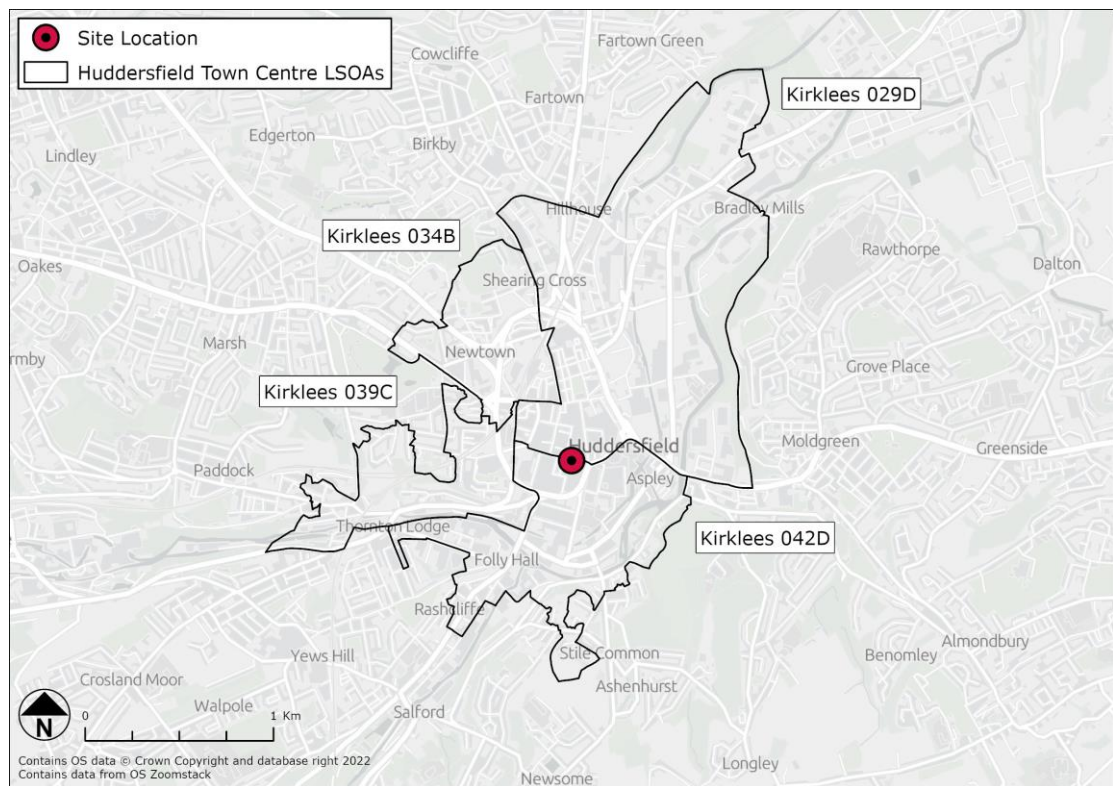 Site Location
Huddersfield Town Centre LSOAs
Fartown Green
Cowcliffe
Kirklees 029D
Fartown
Edgerton
Birkby
Lindley
Hillhouse
Bradley Mills
Kirklees 034B
Rawthorpe
Oakes
Dalton
Shearing Cross
Marsh
Newtown
Grove Place
Kirklees 039C
Moldgreen
Huddersfield
Greenside
Paddock
Aspley
Thornton Lodge
Kirklees 042D
Folly Hall
Rashcliffe
Almondbury
Yews Hill
Stile Common
Benomley
Crosland Moor
Ashenhurst
Walpole
Salford
N
0
1 Km
Longley
Newsome
Contains OS data © Crown Copyright and database right 2022
Contains data from OS Zoomstack